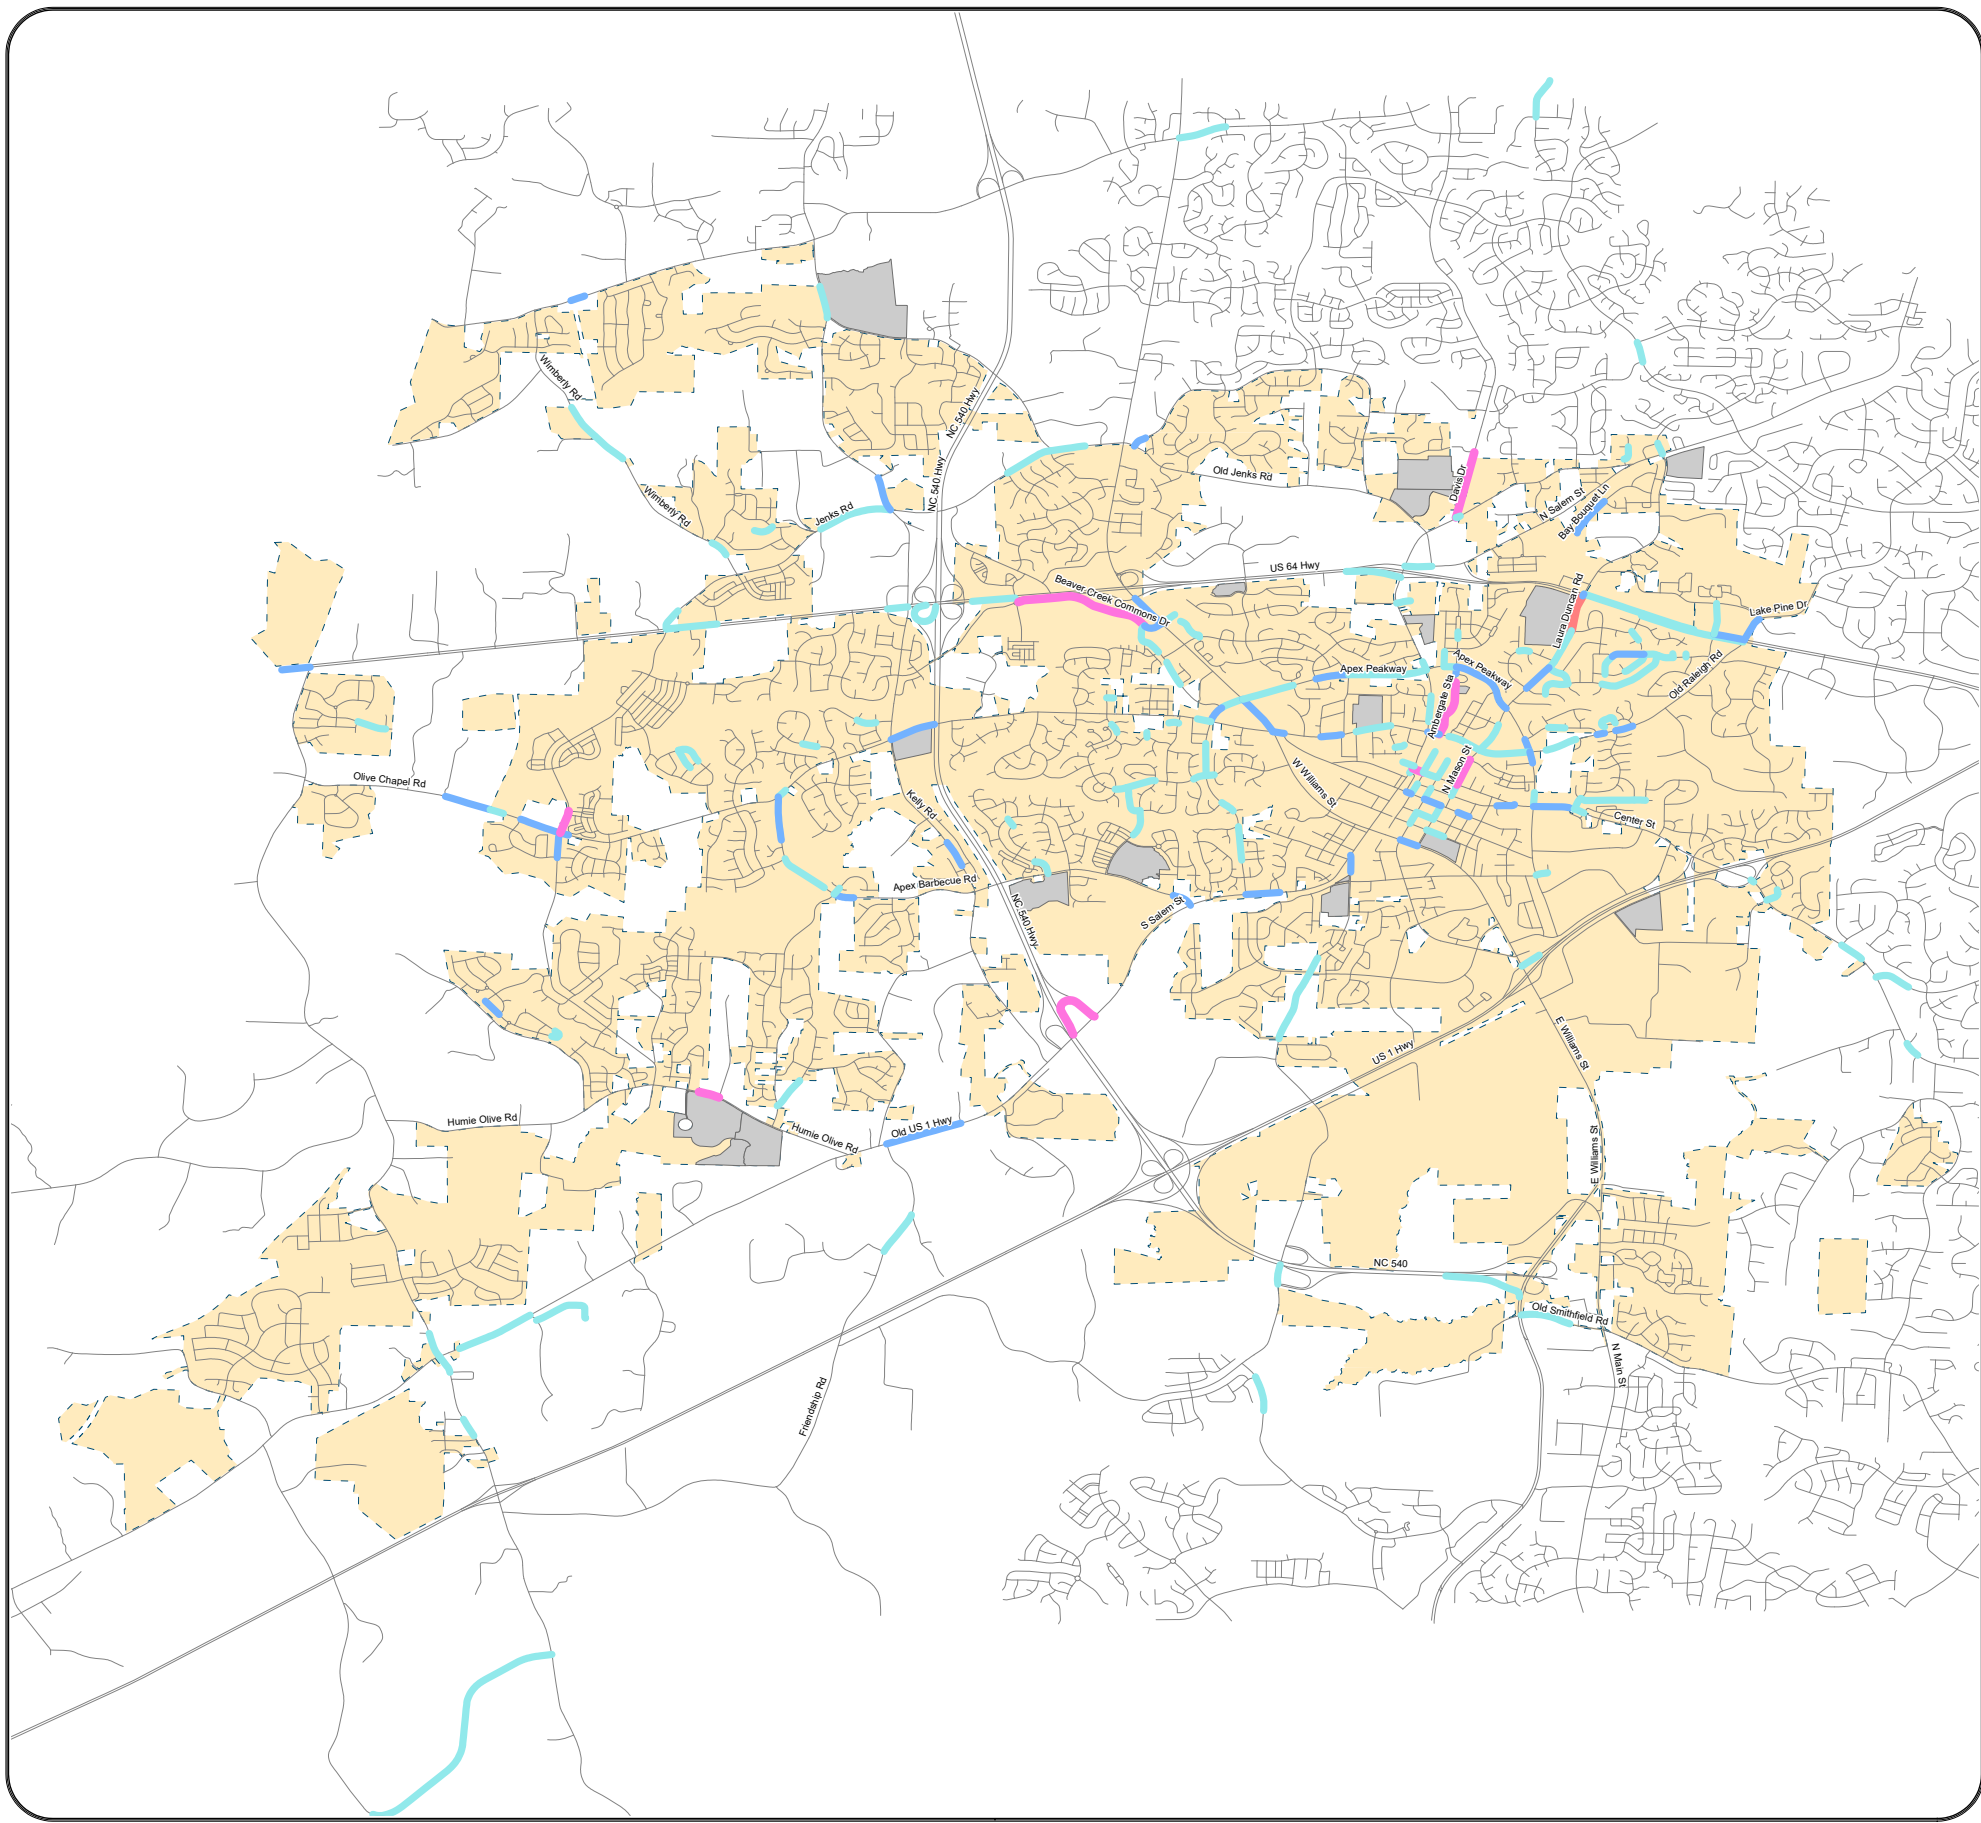 Wimberly Rd
NC 540 Hwy
NC 540 Hwy
Old Jenks Rd
Davis Dr
N Salem St
Bay Bouquet Ln
Wimberly Rd
Jenks Rd
US 64 Hwy
Beaver Creek Commons Dr
Laura Duncan Rd
Lake Pine Dr
Apex Peakway
Apex Peakway
Old Raleigh Rd
Ambergate Sta
Olive Chapel Rd
W Williams St
N Mason St
Kelly Rd
Center St
Apex Barbecue Rd
NC 540 Hwy
S Salem St
E Williams St
US 1 Hwy
Humie Olive Rd
Humie Olive Rd
Old US 1 Hwy
E Williams St
NC 540
Old Smithfield Rd
N Main St
Friendship Rd